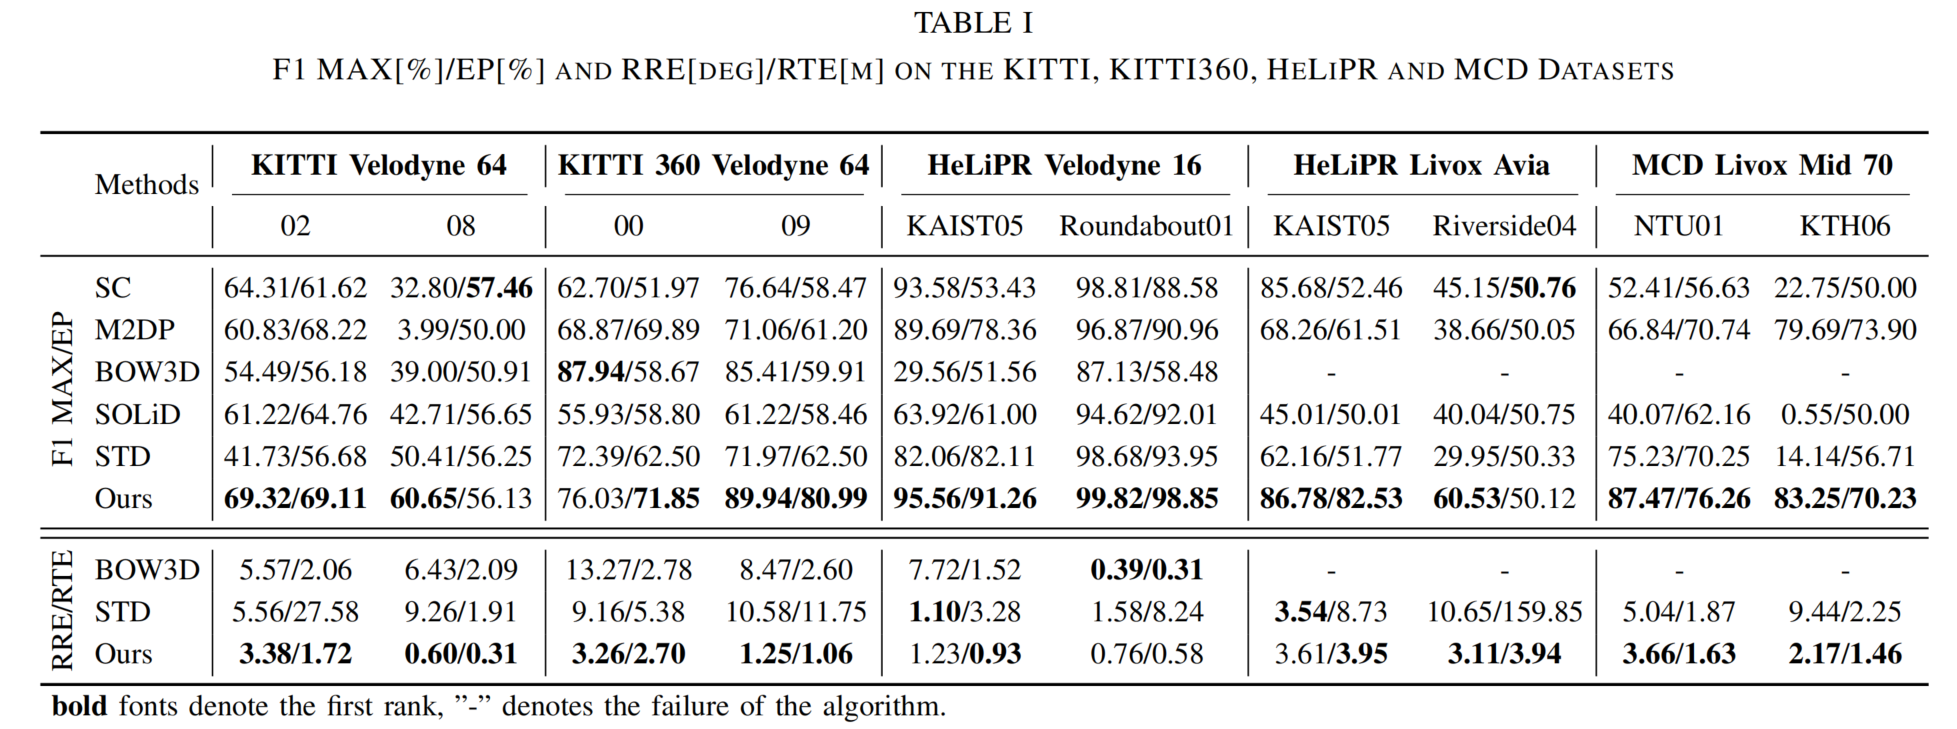 TABLE I
F1 MAX[%]/EP[%] AND RRE[DEG]/RTE[M] ON THE KITTI, KITTI360, HELIPR AND MCD DATASETS
Methods KITTI Velodyne 64 KITTI 360 Velodyne 64 HeLiPR Velodyne 16 HeLiPR Livox Avia MCD Livox Mid 70
02 08 00 09 KAIST05 Roundabout01 KAIST05 Riverside04 NTU01 KTH06
F1 MAX/EP
SC 64.31/61.62 32.80/57.46 62.70/51.97 76.64/58.47 93.58/53.43 98.81/88.58 85.68/52.46 45.15/50.76 52.41/56.63 22.75/50.00
M2DP 60.83/68.22 3.99/50.00 68.87/69.89 71.06/61.20 89.69/78.36 96.87/90.96 68.26/61.51 38.66/50.05 66.84/70.74 79.69/73.90
BOW3D 54.49/56.18 39.00/50.91 87.94/58.67 85.41/59.91 29.56/51.56 87.13/58.48 - - - -
SOLiD 61.22/64.76 42.71/56.65 55.93/58.80 61.22/58.46 63.92/61.00 94.62/92.01 45.01/50.01 40.04/50.75 40.07/62.16 0.55/50.00
STD 41.73/56.68 50.41/56.25 72.39/62.50 71.97/62.50 82.06/82.11 98.68/93.95 62.16/51.77 29.95/50.33 75.23/70.25 14.14/56.71
Ours 69.32/69.11 60.65/56.13 76.03/71.85 89.94/80.99 95.56/91.26 99.82/98.85 86.78/82.53 60.53/50.12 87.47/76.26 83.25/70.23
RRE/RTE
BOW3D 5.57/2.06 6.43/2.09 13.27/2.78 8.47/2.60 7.72/1.52 0.39/0.31 - - - -
STD 5.56/27.58 9.26/1.91 9.16/5.38 10.58/11.75 1.10/3.28 1.58/8.24 3.54/8.73 10.65/159.85 5.04/1.87 9.44/2.25
Ours 3.38/1.72 0.60/0.31 3.26/2.70 1.25/1.06 1.23/0.93 0.76/0.58 3.61/3.95 3.11/3.94 3.66/1.63 2.17/1.46
bold fonts denote the first rank, ”-” denotes the failure of the algorithm.